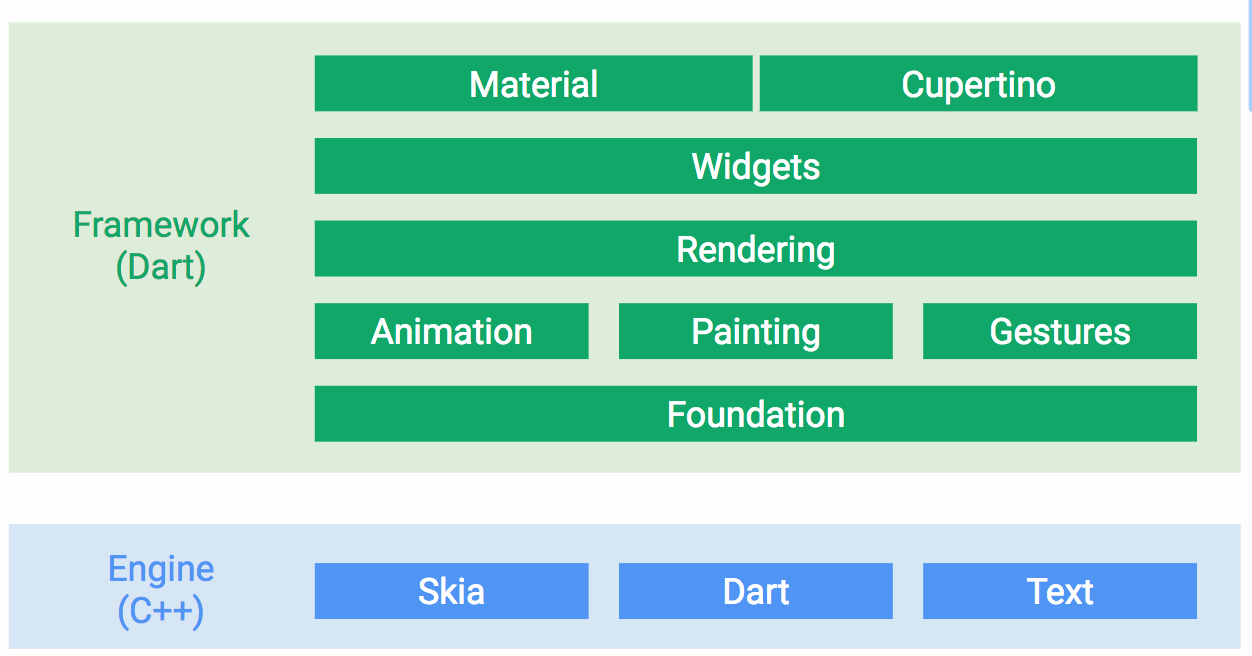 Material
Cupertino
Widgets
Framework
(Dart)
Rendering
Animation
Painting
Gestures
Foundation
Engine
(C++)
Skia
Dart
Text